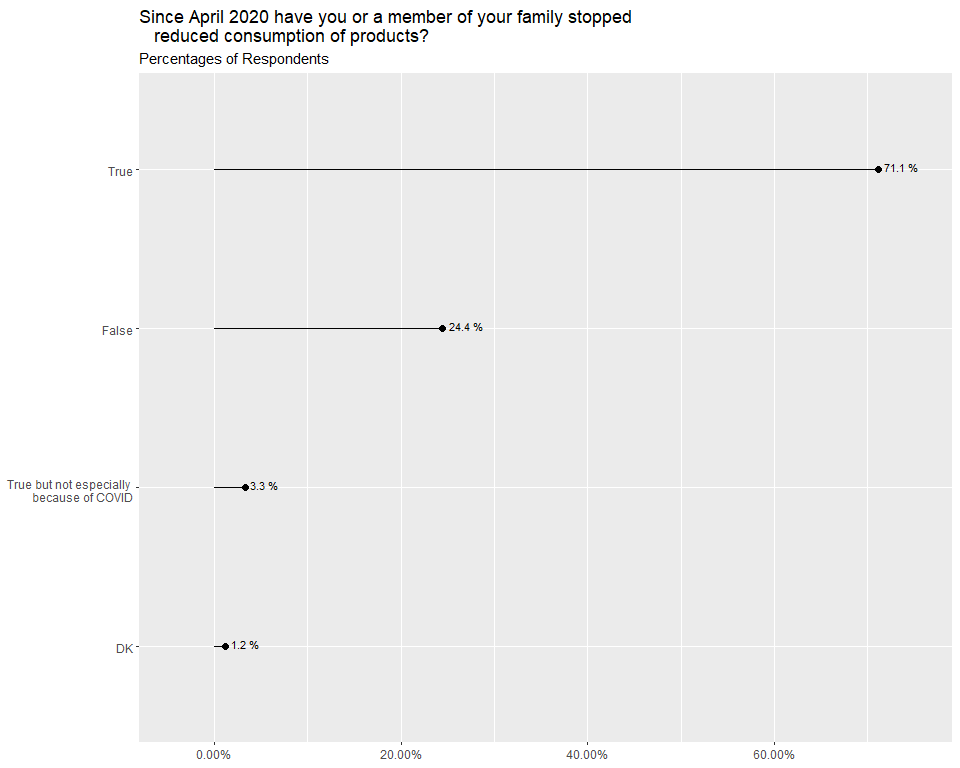 Since April 2020 have you or a member of your family stopped
reduced consumption of products?
Percentages of Respondents
True
71.1 %
False
24.4 %
True but not especially
because of COVID
3.3 %
DK
1.2 %
0.00%
20.00%
40.00%
60.00%